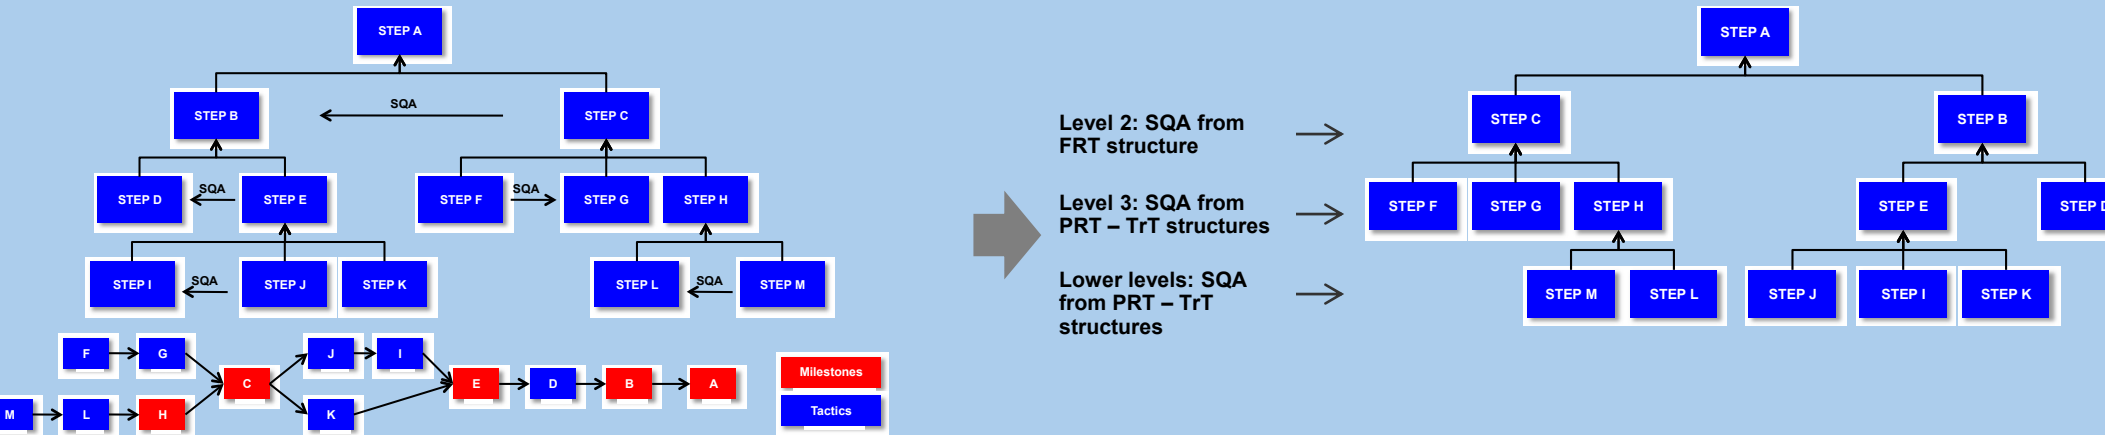 STEP A
STEP B
SQA
STEP C
STEP D
SQA
STEP E
STEP F
SQA
STEP G
STEP H
STEP I
SQA
STEP J
STEP K
STEP L
SQA
STEP M
F
G
C
J
I
E
D
B
A
M
L
H
K
Milestones
Tactics
Level 2: SQA from
FRT structure
Level 3: SQA from
PRT – TrT structures
Lower levels: SQA
from PRT – TrT
structures
STEP A
STEP C
STEP B
STEP F
STEP G
STEP H
STEP E
STEP D
STEP M
STEP L
STEP J
STEP I
STEP K